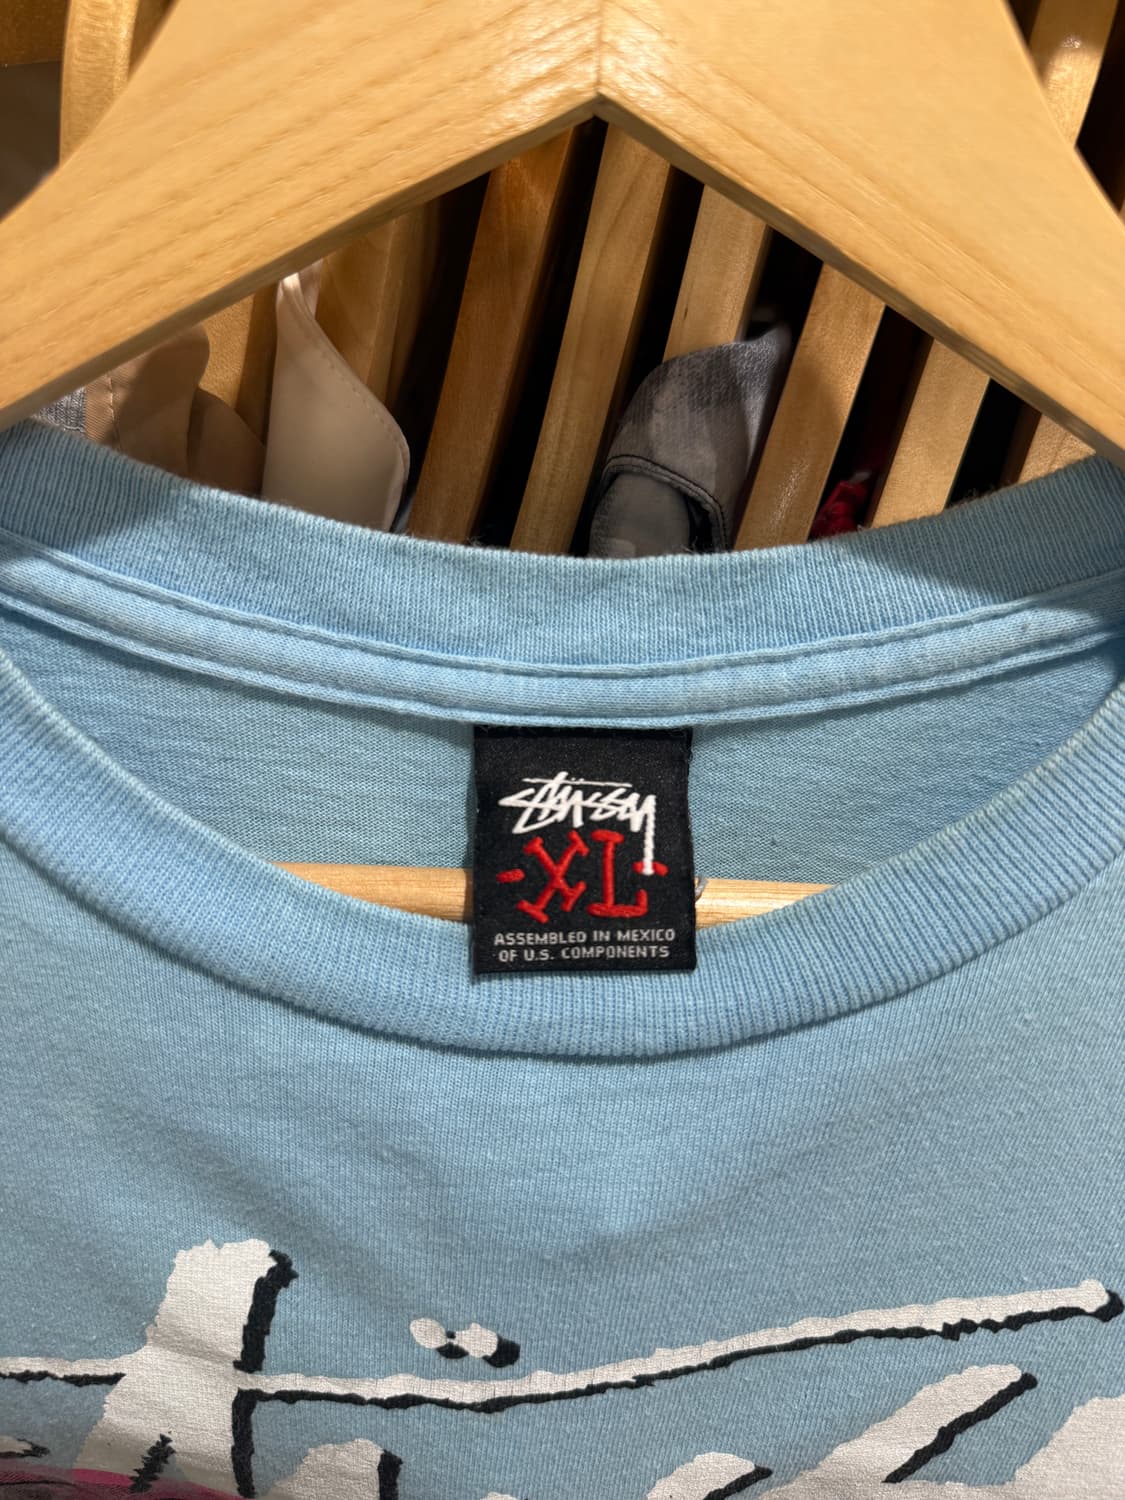 Stüssy
-XL-
ASSEMBLED IN MEXICO
OF U.S. COMPONENTS